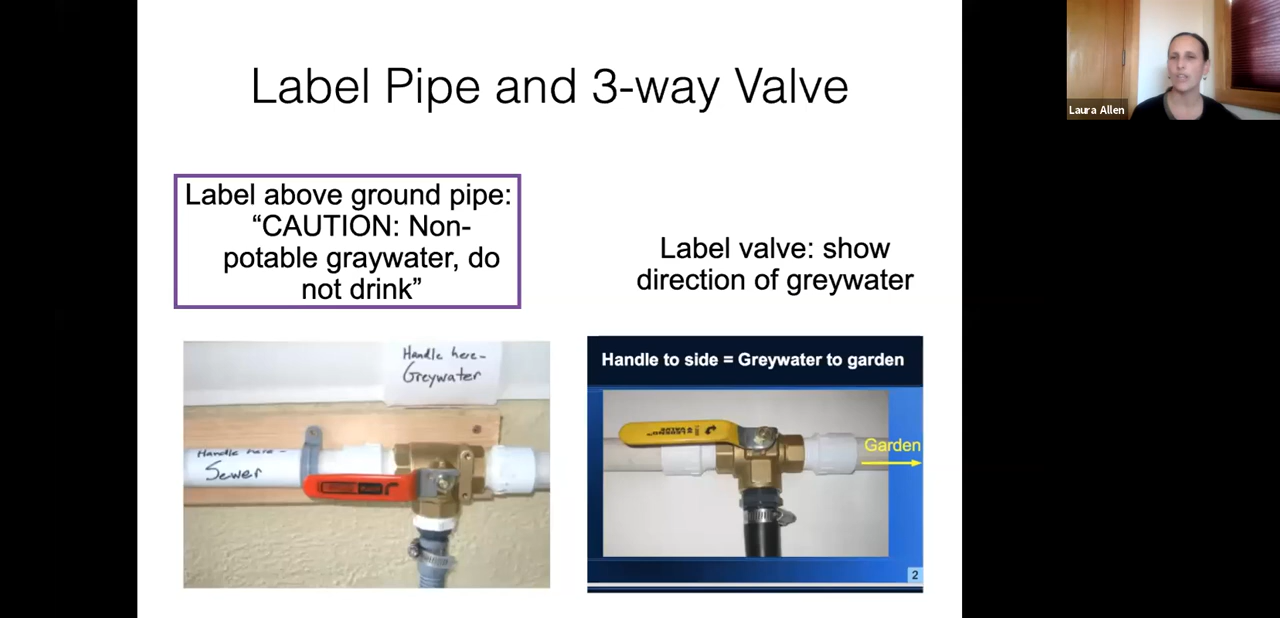 Label Pipe and 3-way Valve
Laura Allen
Label above ground pipe:
“CAUTION: Non-
potable graywater, do
not drink”
Label valve: show
direction of greywater
Handle here-
Greywater
Handle here-
Sewer
Handle to side = Greywater to garden
Garden
2